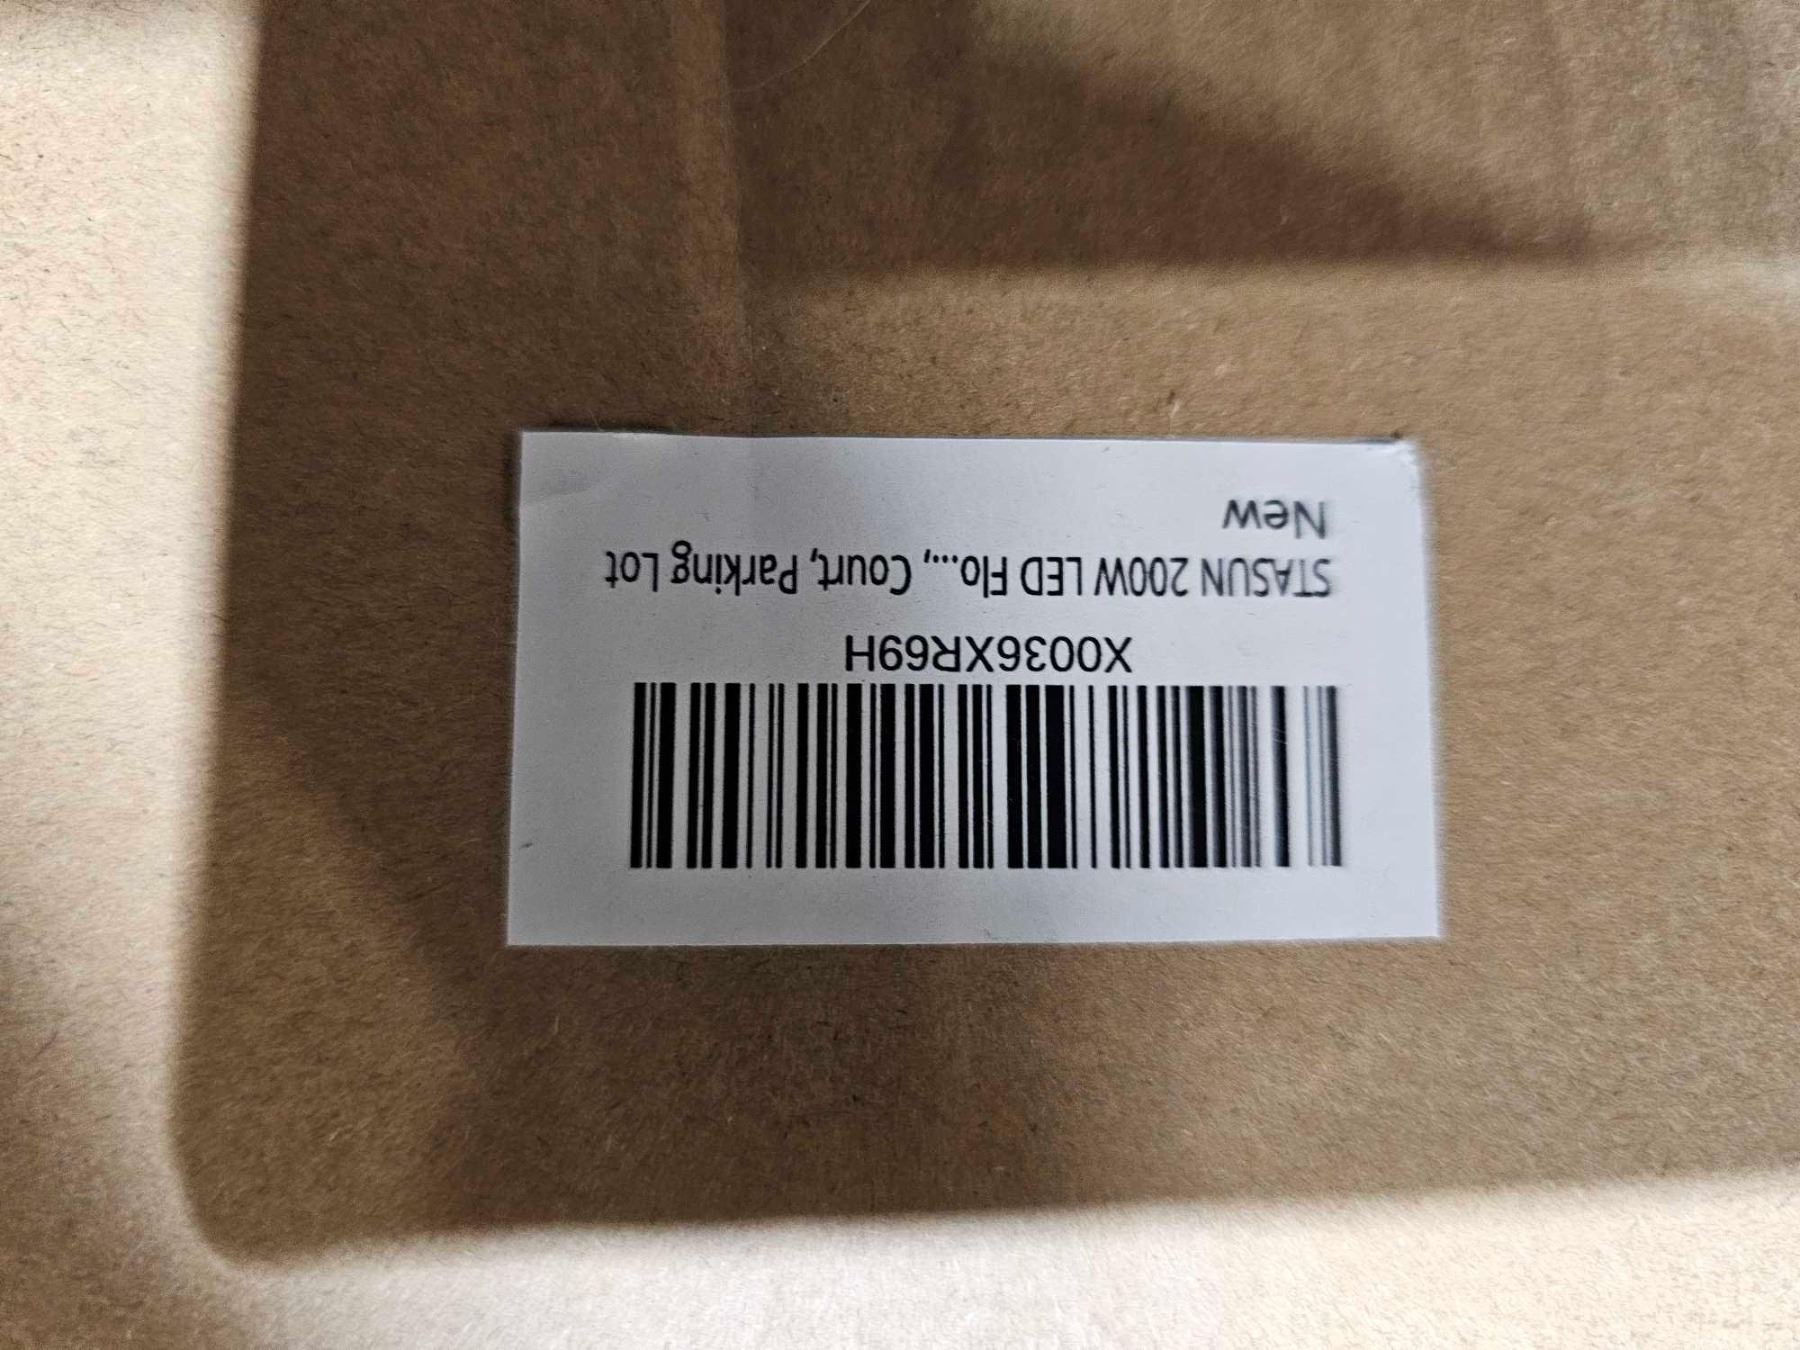 X0036XR69H
STASUN 200W LED Flo...., Court, Parking Lot
New